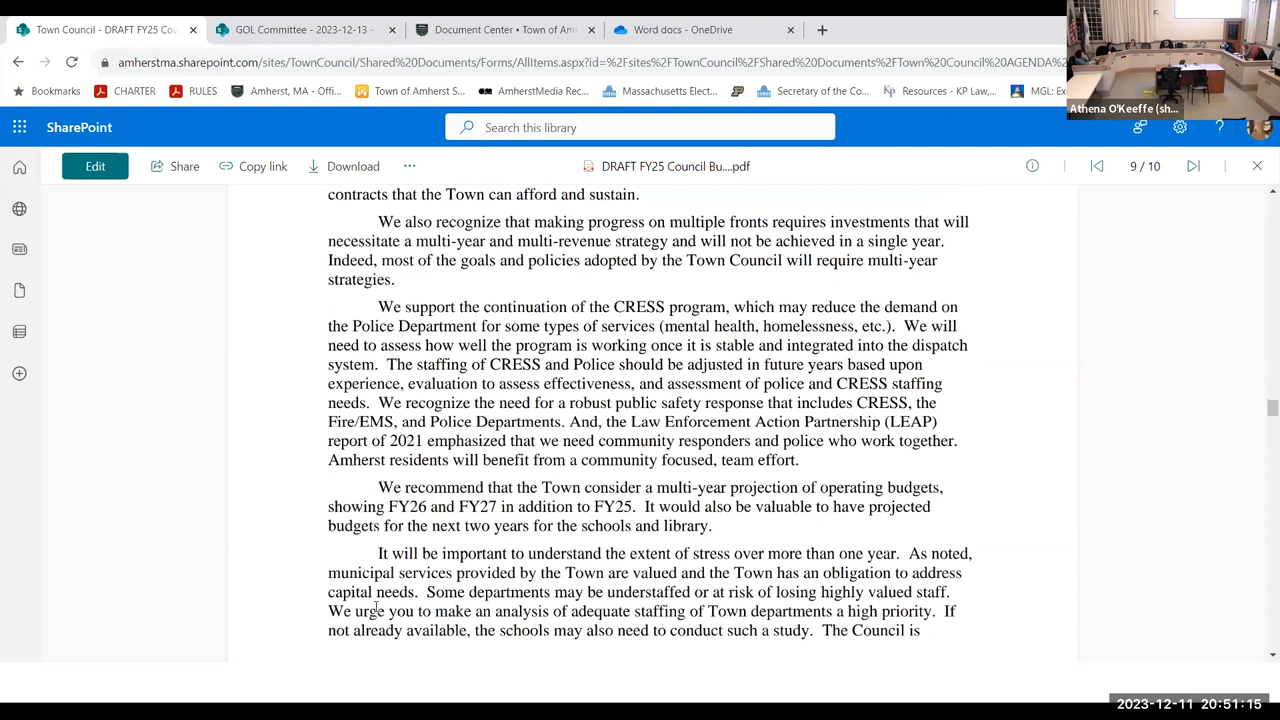 Town Council - DRAFT FY25 Cou
GOL Committee - 2023-12-13 -
Document Center • Town of Am
Word docs - OneDrive
amherstma.sharepoint.com/sites/TownCouncil/Shared%20Documents/Forms/AllItems.aspx?id=%2Fsites%2FTownCouncil%2FShared%20Documents%2FTown%20Council%20AGENDA%
Bookmarks
CHARTER
RULES
Amherst, MA - Offi...
Town of Amherst S...
AmherstMedia Rec...
Massachusetts Elect...
Secretary of the Co...
Resources - KP Law,...
MGL: Ex
Athena O'Keeffe (sh...
SharePoint
Search this library
Edit
Share
Copy link
Download
DRAFT FY25 Council Bu....pdf
9 / 10
contracts that the Town can afford and sustain.
We also recognize that making progress on multiple fronts requires investments that will
necessitate a multi-year and multi-revenue strategy and will not be achieved in a single year.
Indeed, most of the goals and policies adopted by the Town Council will require multi-year
strategies.
We support the continuation of the CRESS program, which may reduce the demand on
the Police Department for some types of services (mental health, homelessness, etc.). We will
need to assess how well the program is working once it is stable and integrated into the dispatch
system. The staffing of CRESS and Police should be adjusted in future years based upon
experience, evaluation to assess effectiveness, and assessment of police and CRESS staffing
needs. We recognize the need for a robust public safety response that includes CRESS, the
Fire/EMS, and Police Departments. And, the Law Enforcement Action Partnership (LEAP)
report of 2021 emphasized that we need community responders and police who work together.
Amherst residents will benefit from a community focused, team effort.
We recommend that the Town consider a multi-year projection of operating budgets,
showing FY26 and FY27 in addition to FY25. It would also be valuable to have projected
budgets for the next two years for the schools and library.
It will be important to understand the extent of stress over more than one year. As noted,
municipal services provided by the Town are valued and the Town has an obligation to address
capital needs. Some departments may be understaffed or at risk of losing highly valued staff.
We urge you to make an analysis of adequate staffing of Town departments a high priority. If
not already available, the schools may also need to conduct such a study. The Council is
2023-12-11 20:51:15